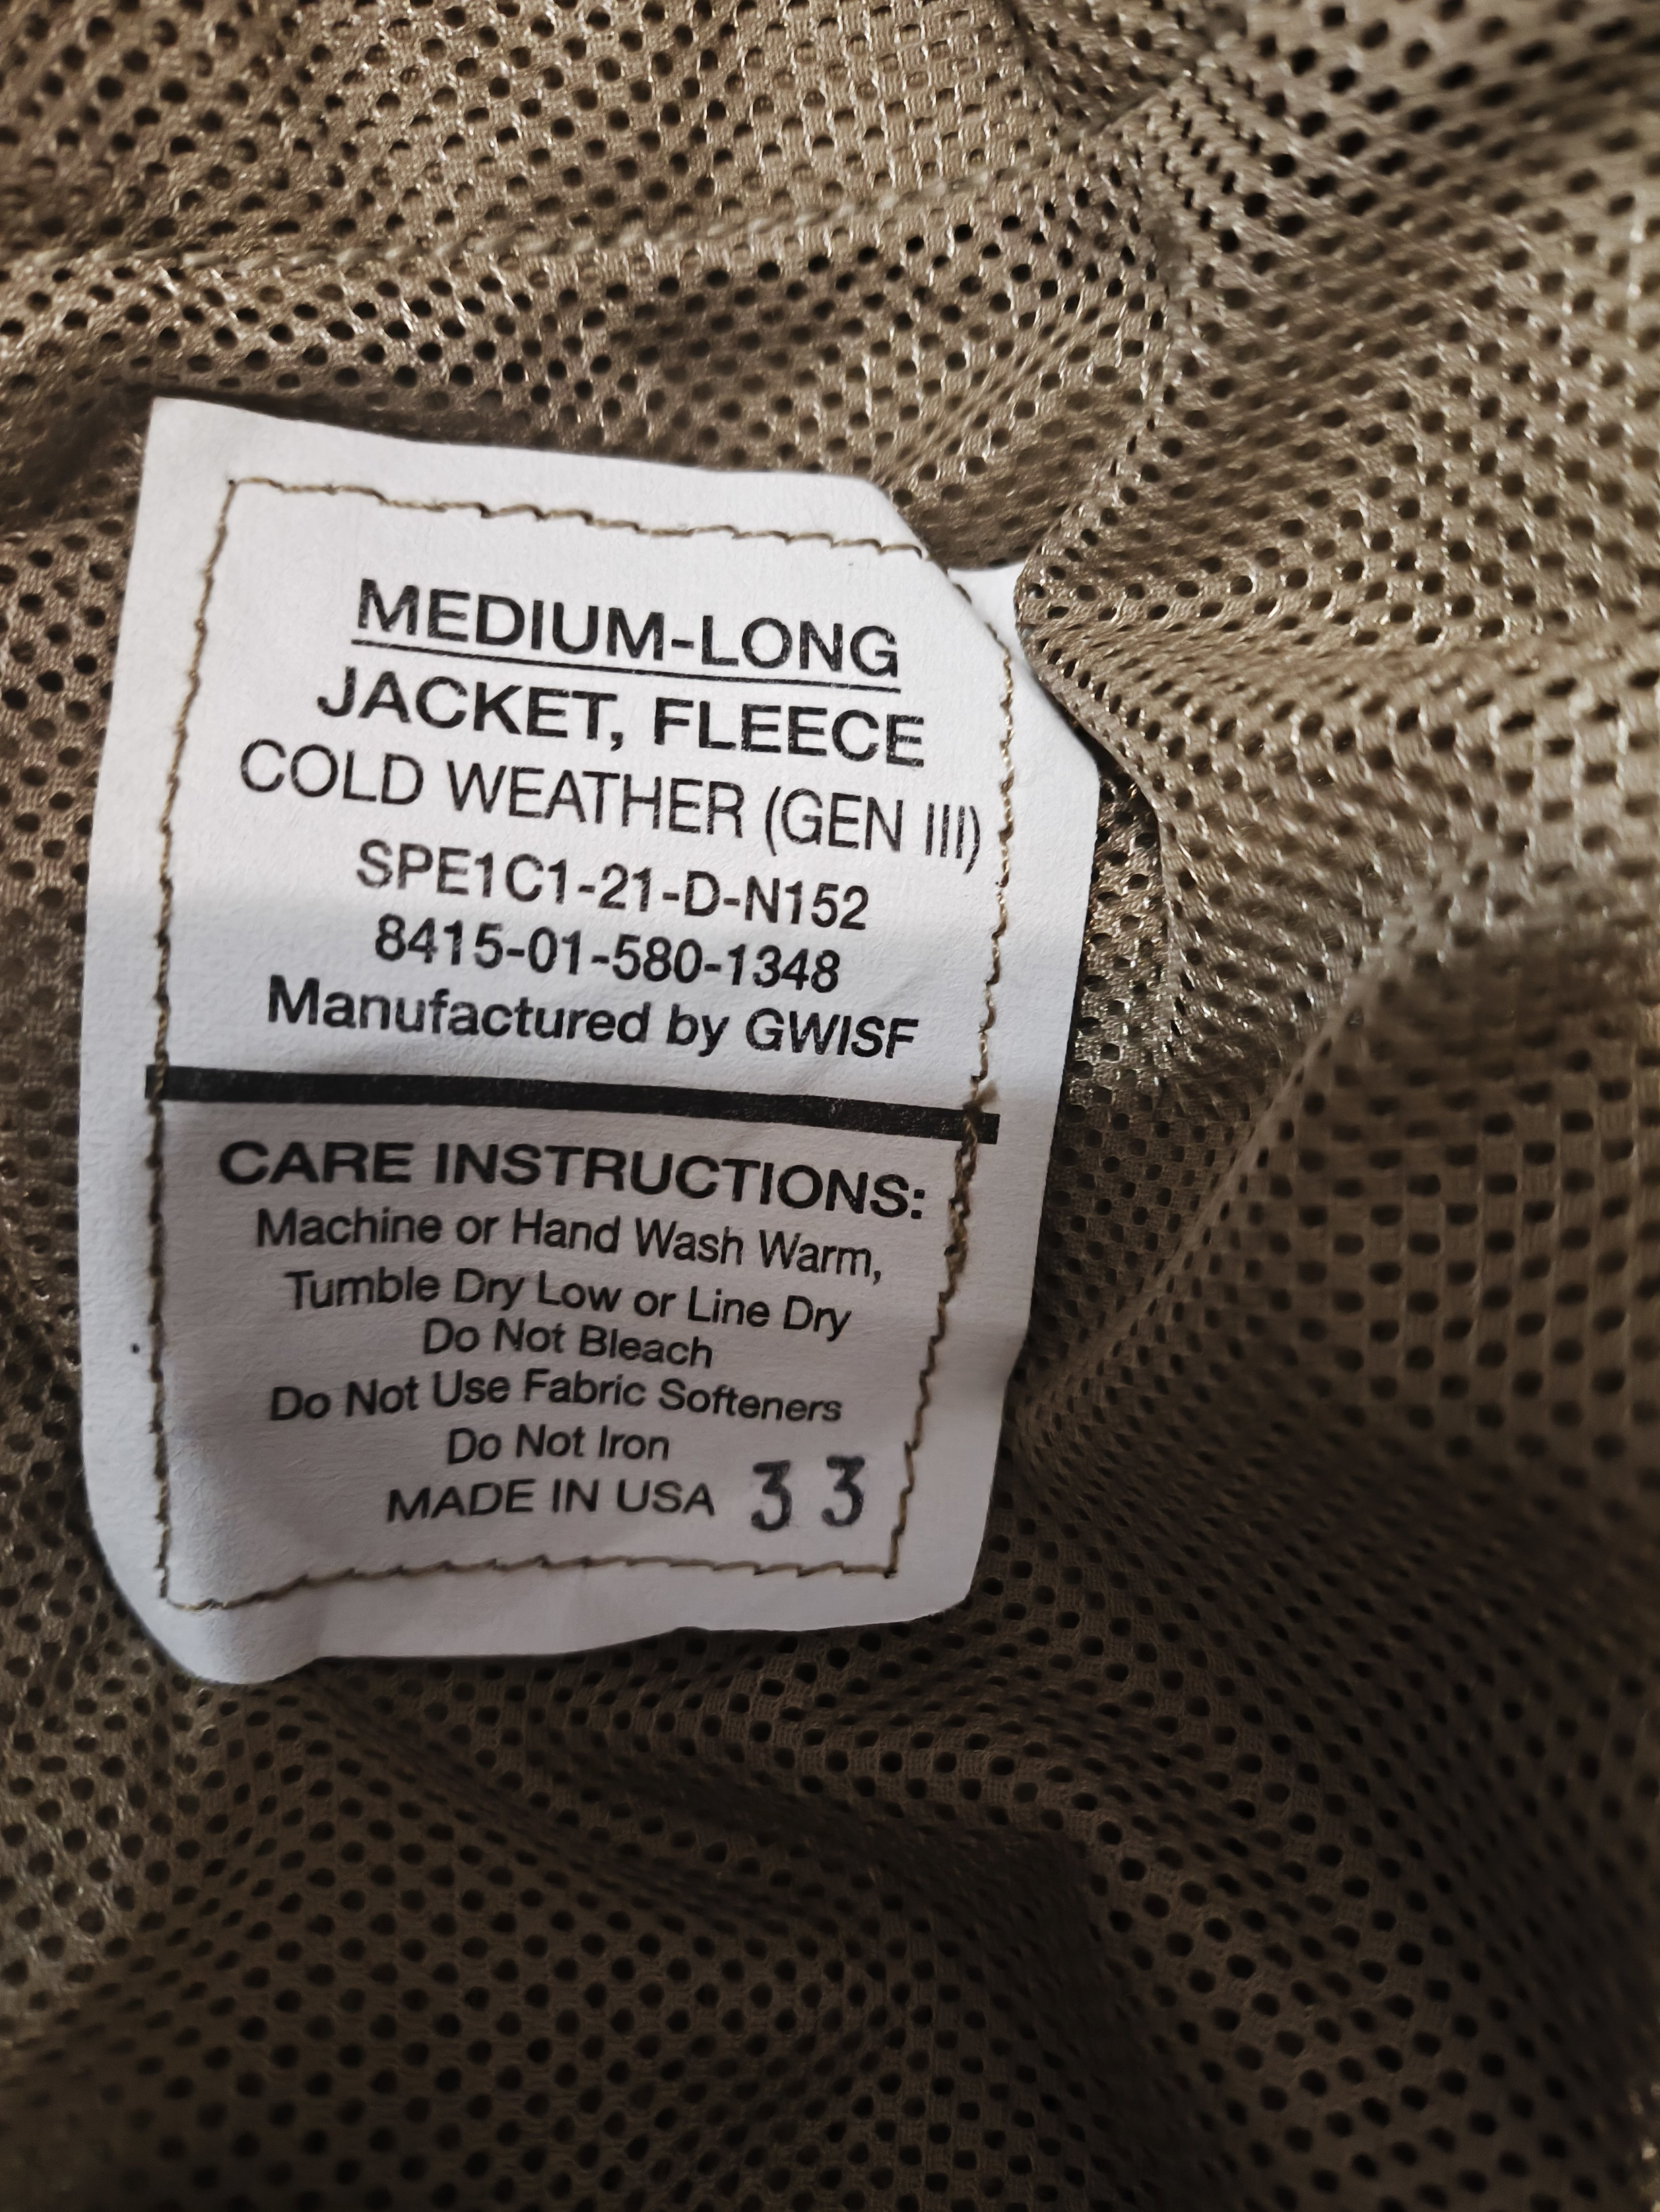 MEDIUM-LONG
JACKET, FLEECE
COLD WEATHER (GEN III)
SPE1C1-21-D-N152
8415-01-580-1348
Manufactured by GWISF
CARE INSTRUCTIONS:
Machine or Hand Wash Warm,
Tumble Dry Low or Line Dry
Do Not Bleach
Do Not Use Fabric Softeners
Do Not Iron
MADE IN USA 33